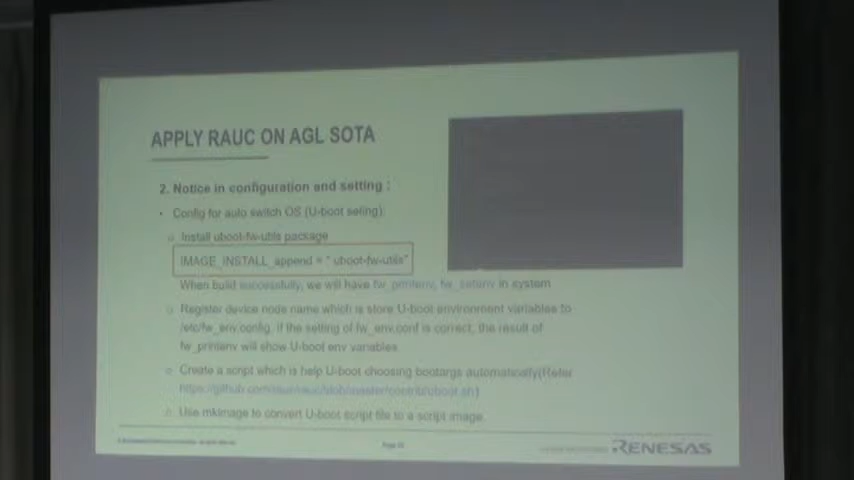 APPLY RAUC ON AGL SOTA
2. Notice in configuration and setting :
• Config for auto switch OS (U-boot seting):
o Install uboot-fw-utils package
IMAGE_INSTALL_append = " uboot-fw-utils"
When build successfully, we will have fw_printenv, fw_setenv in system
o Register device node name which is store U-boot environment variables to
/etc/fw_env.config. If the setting of fw_env.conf is correct, the result of
fw_printenv will show U-boot env variables.
o Create a script which is help U-boot choosing bootargs automatically(Refer
https://github.com/rauc/rauc/blob/master/contrib/uboot.sh)
o Use mkimage to convert U-boot script file to a script image.
Page
RENESAS